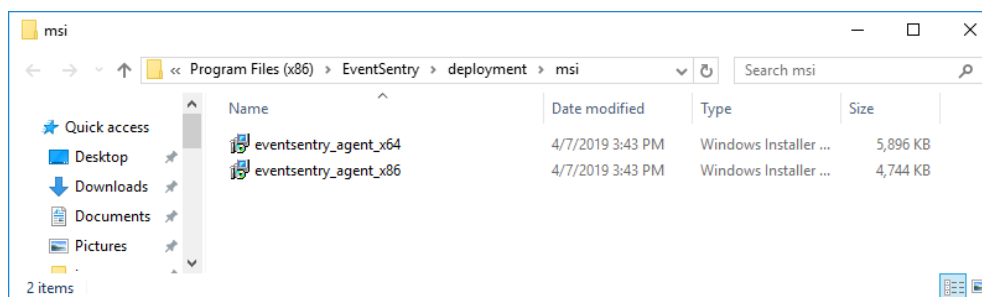 msi
« Program Files (x86) > EventSentry > deployment > msi
Search msi
Name Date modified Type Size
Quick access
Desktop
Downloads
Documents
Pictures
eventsentry_agent_x64 4/7/2019 3:43 PM Windows Installer ... 5,896 KB
eventsentry_agent_x86 4/7/2019 3:43 PM Windows Installer ... 4,744 KB
2 items